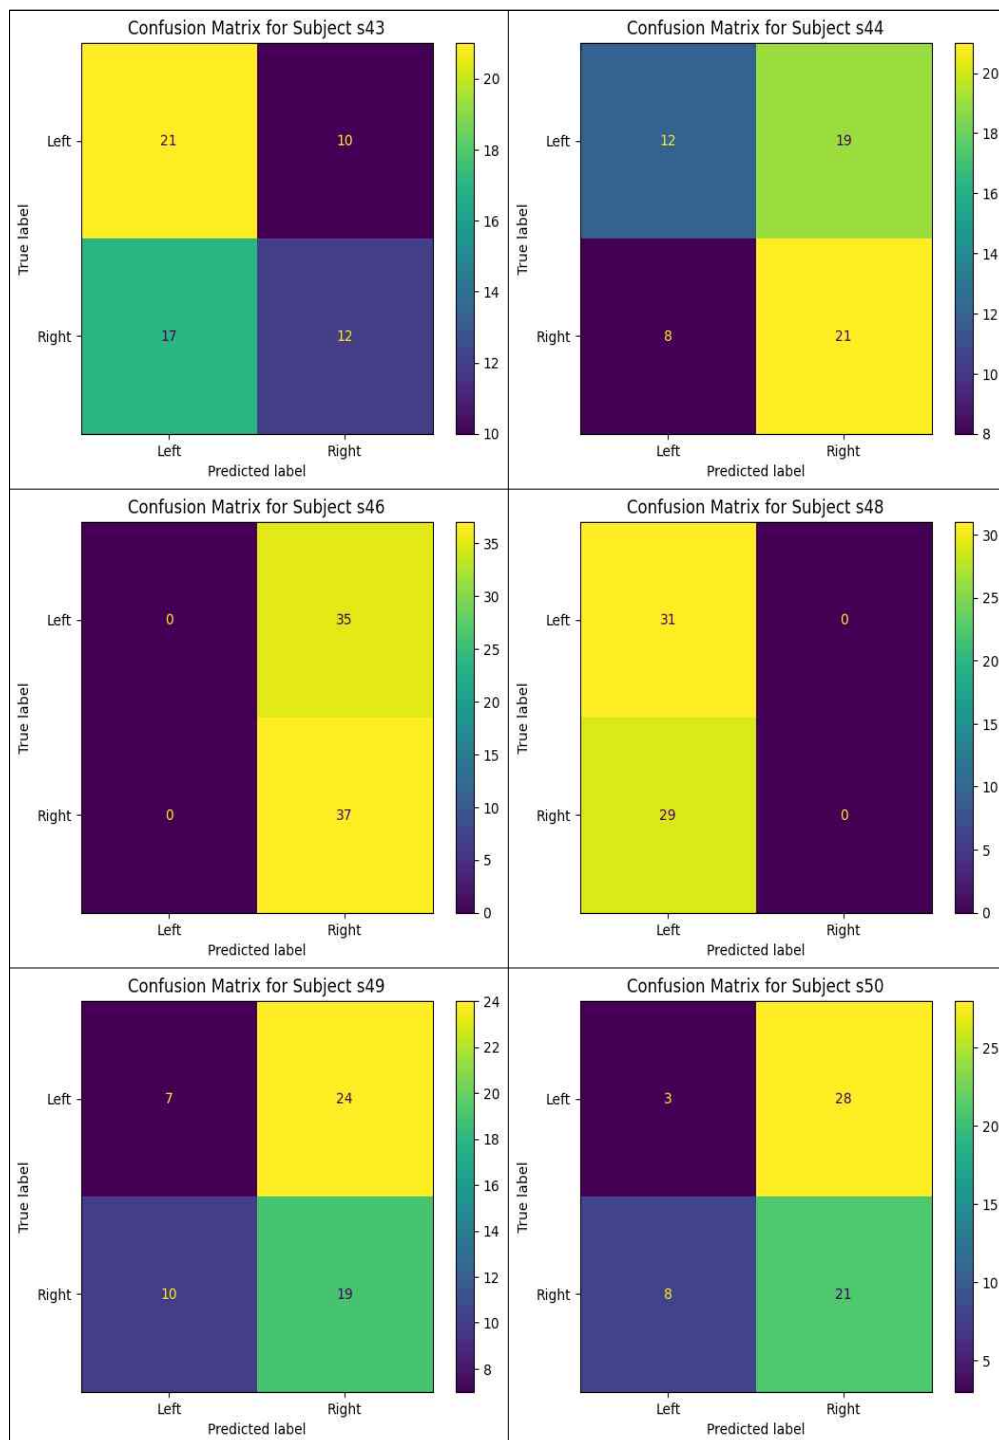 Confusion Matrix for Subject s43
True label
Left
Right
21
10
17
12
Left
Right
Predicted label
20
18
16
14
12
10
Confusion Matrix for Subject s44
True label
Left
Right
12
19
8
21
Left
Right
Predicted label
20
18
16
14
12
10
8
Confusion Matrix for Subject s46
True label
Left
Right
0
35
0
37
Left
Right
Predicted label
35
30
25
20
15
10
5
0
Confusion Matrix for Subject s48
True label
Left
Right
31
0
29
0
Left
Right
Predicted label
30
25
20
15
10
5
0
Confusion Matrix for Subject s49
True label
Left
Right
7
24
10
19
Left
Right
Predicted label
24
22
20
18
16
14
12
10
8
Confusion Matrix for Subject s50
True label
Left
Right
3
28
8
21
Left
Right
Predicted label
25
20
15
10
5